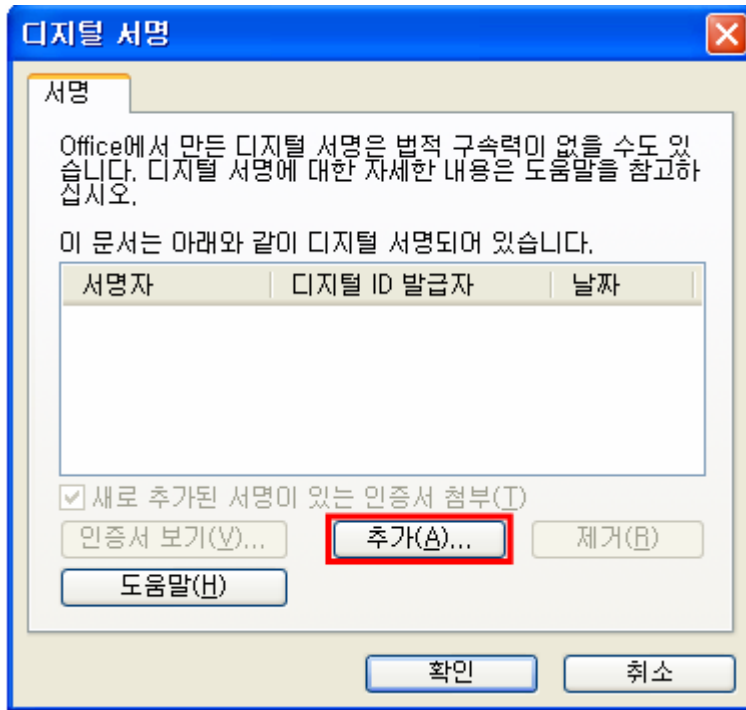 디지털 서명
서명
Office에서 만든 디지털 서명은 법적 구속력이 없을 수도 있
습니다. 디지털 서명에 대한 자세한 내용은 도움말을 참고하
십시오.
이 문서는 아래와 같이 디지털 서명되어 있습니다.
서명자 디지털 ID 발급자 날짜
새로 추가된 서명이 있는 인증서 첨부(T)
인증서 보기(V)... 추가(A)... 제거(R)
도움말(H)
확인 취소